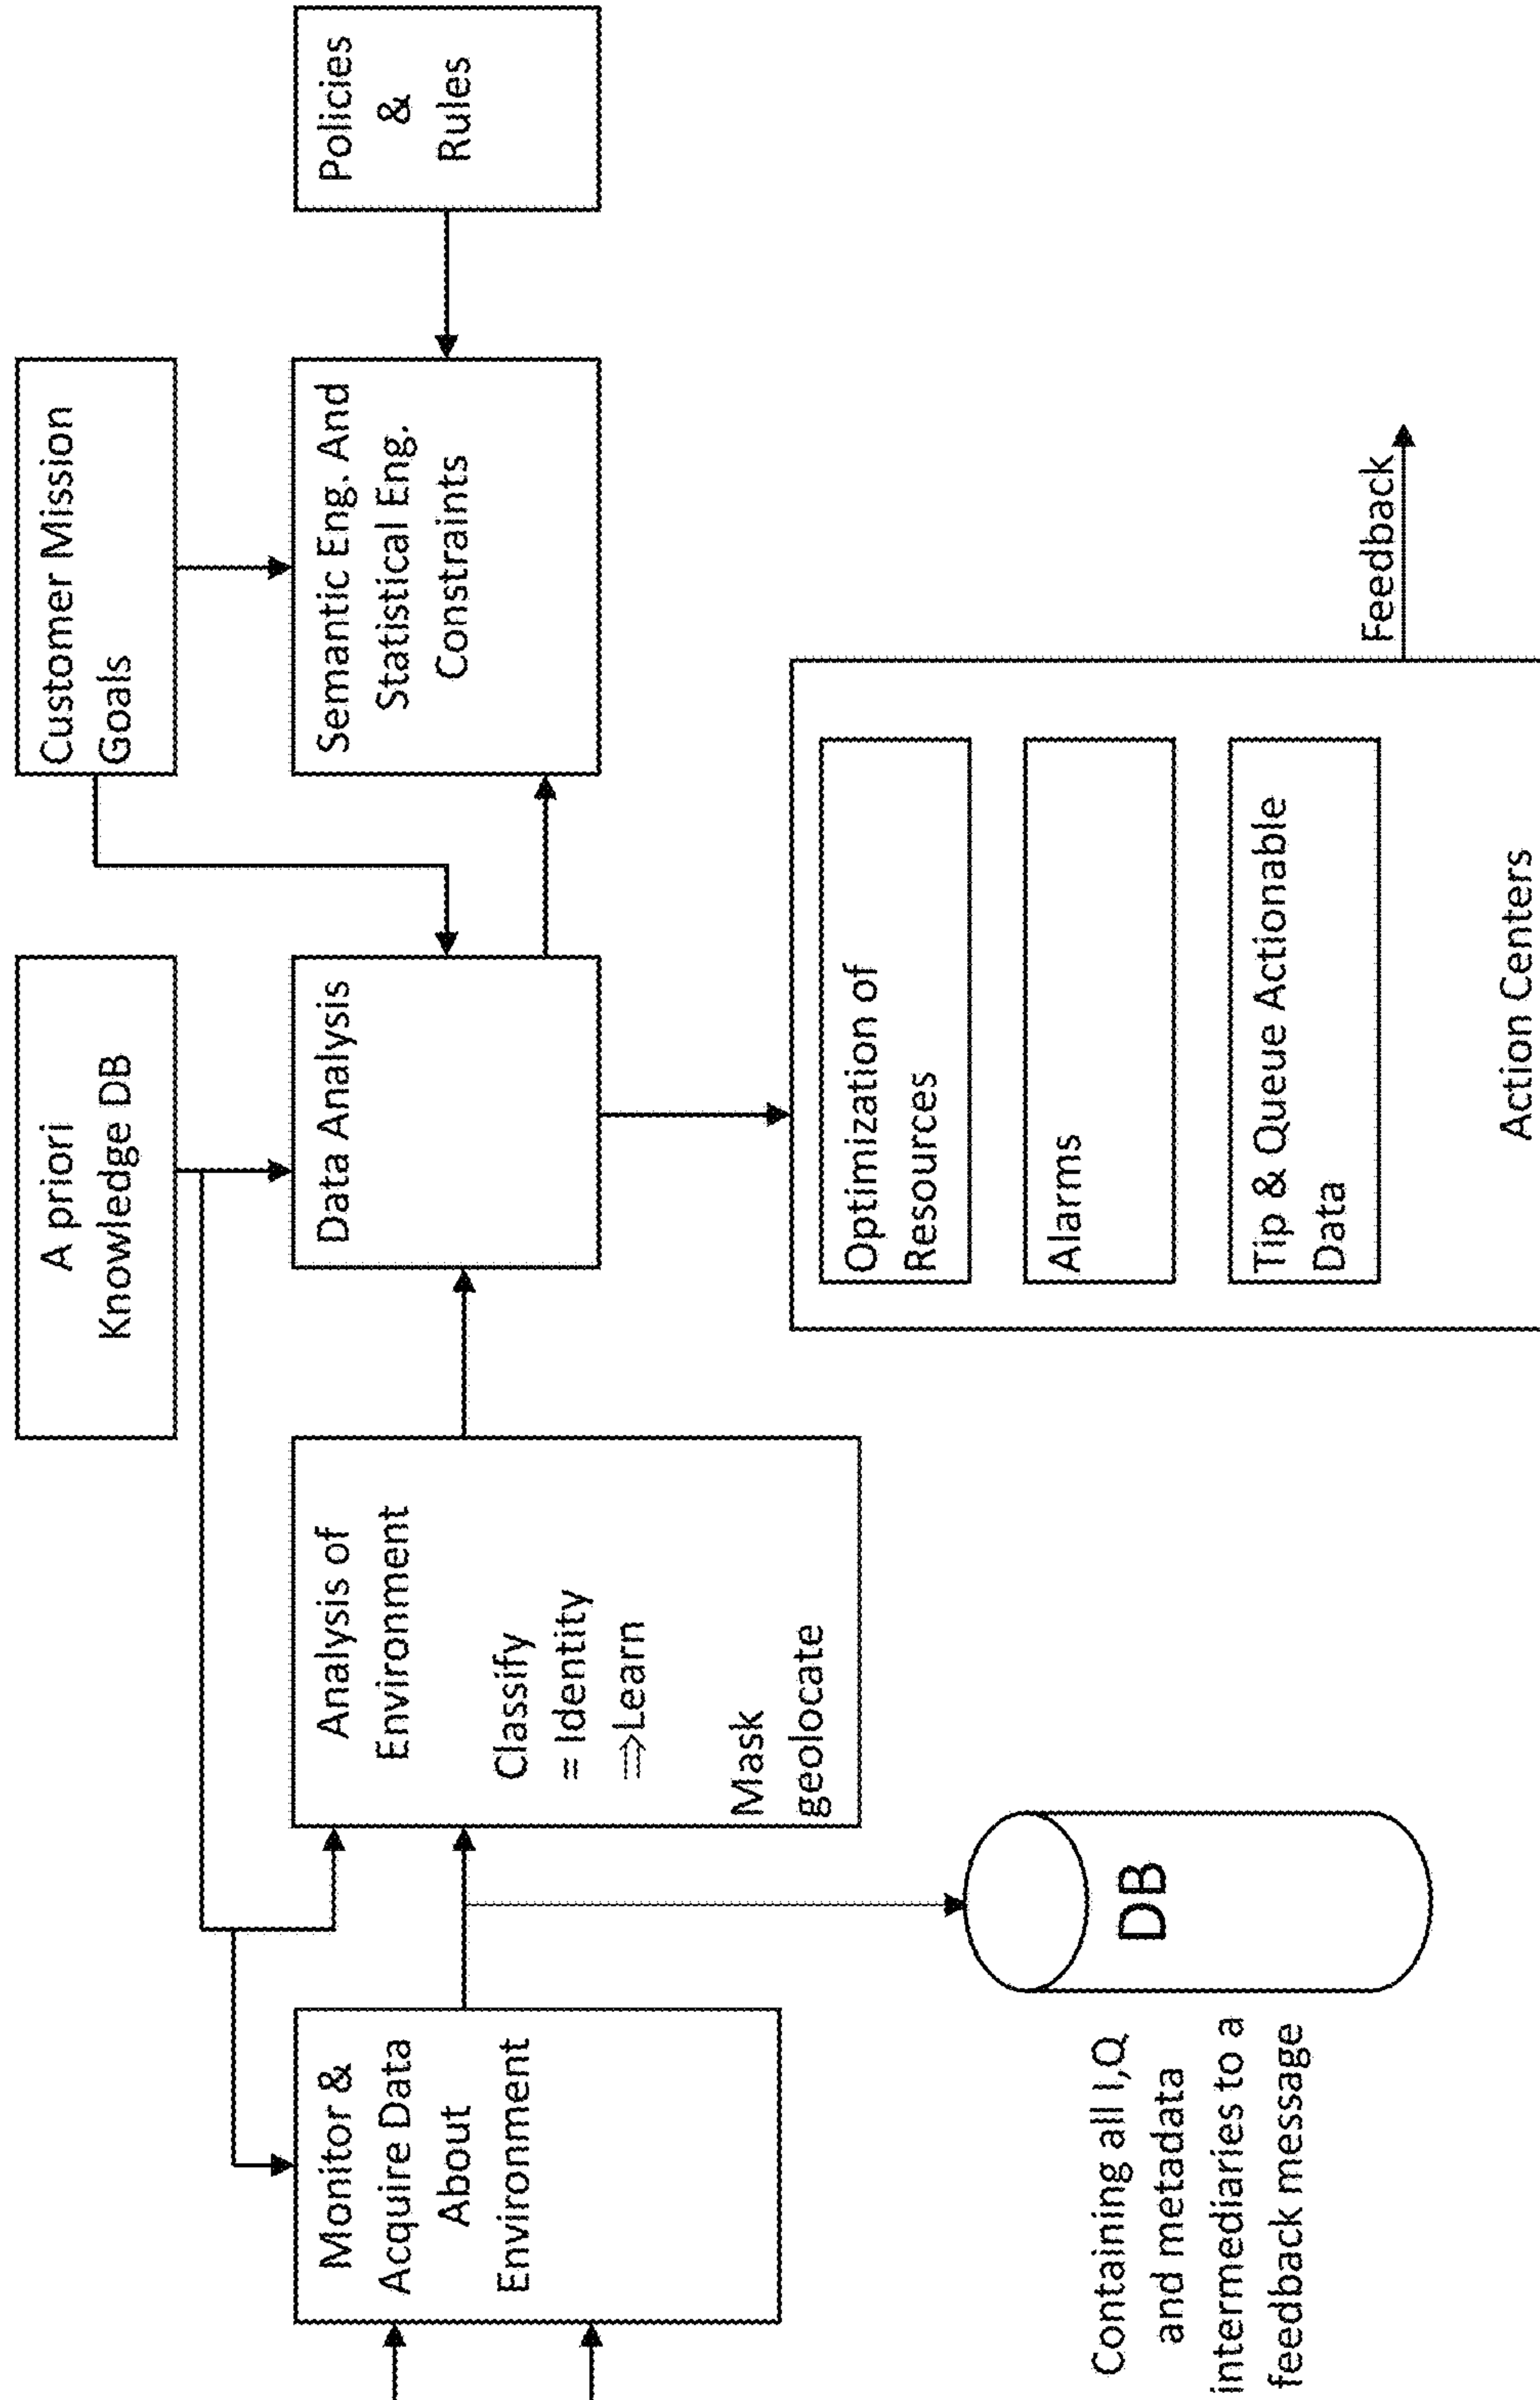 A priori
Knowledge DB
Customer Mission
Goals
Monitor &
Acquire Data
About
Environment
Analysis of
Environment
Classify
= Identity
⇒Learn
Mask
geolocate
Data Analysis
Semantic Eng. And
Statistical Eng.
Constraints
Policies
&
Rules
DB
Containing all I,Q
and metadata
intermediaries to a
feedback message
Optimization of
Resources
Alarms
Tip & Queue Actionable
Data
Action Centers
Feedback